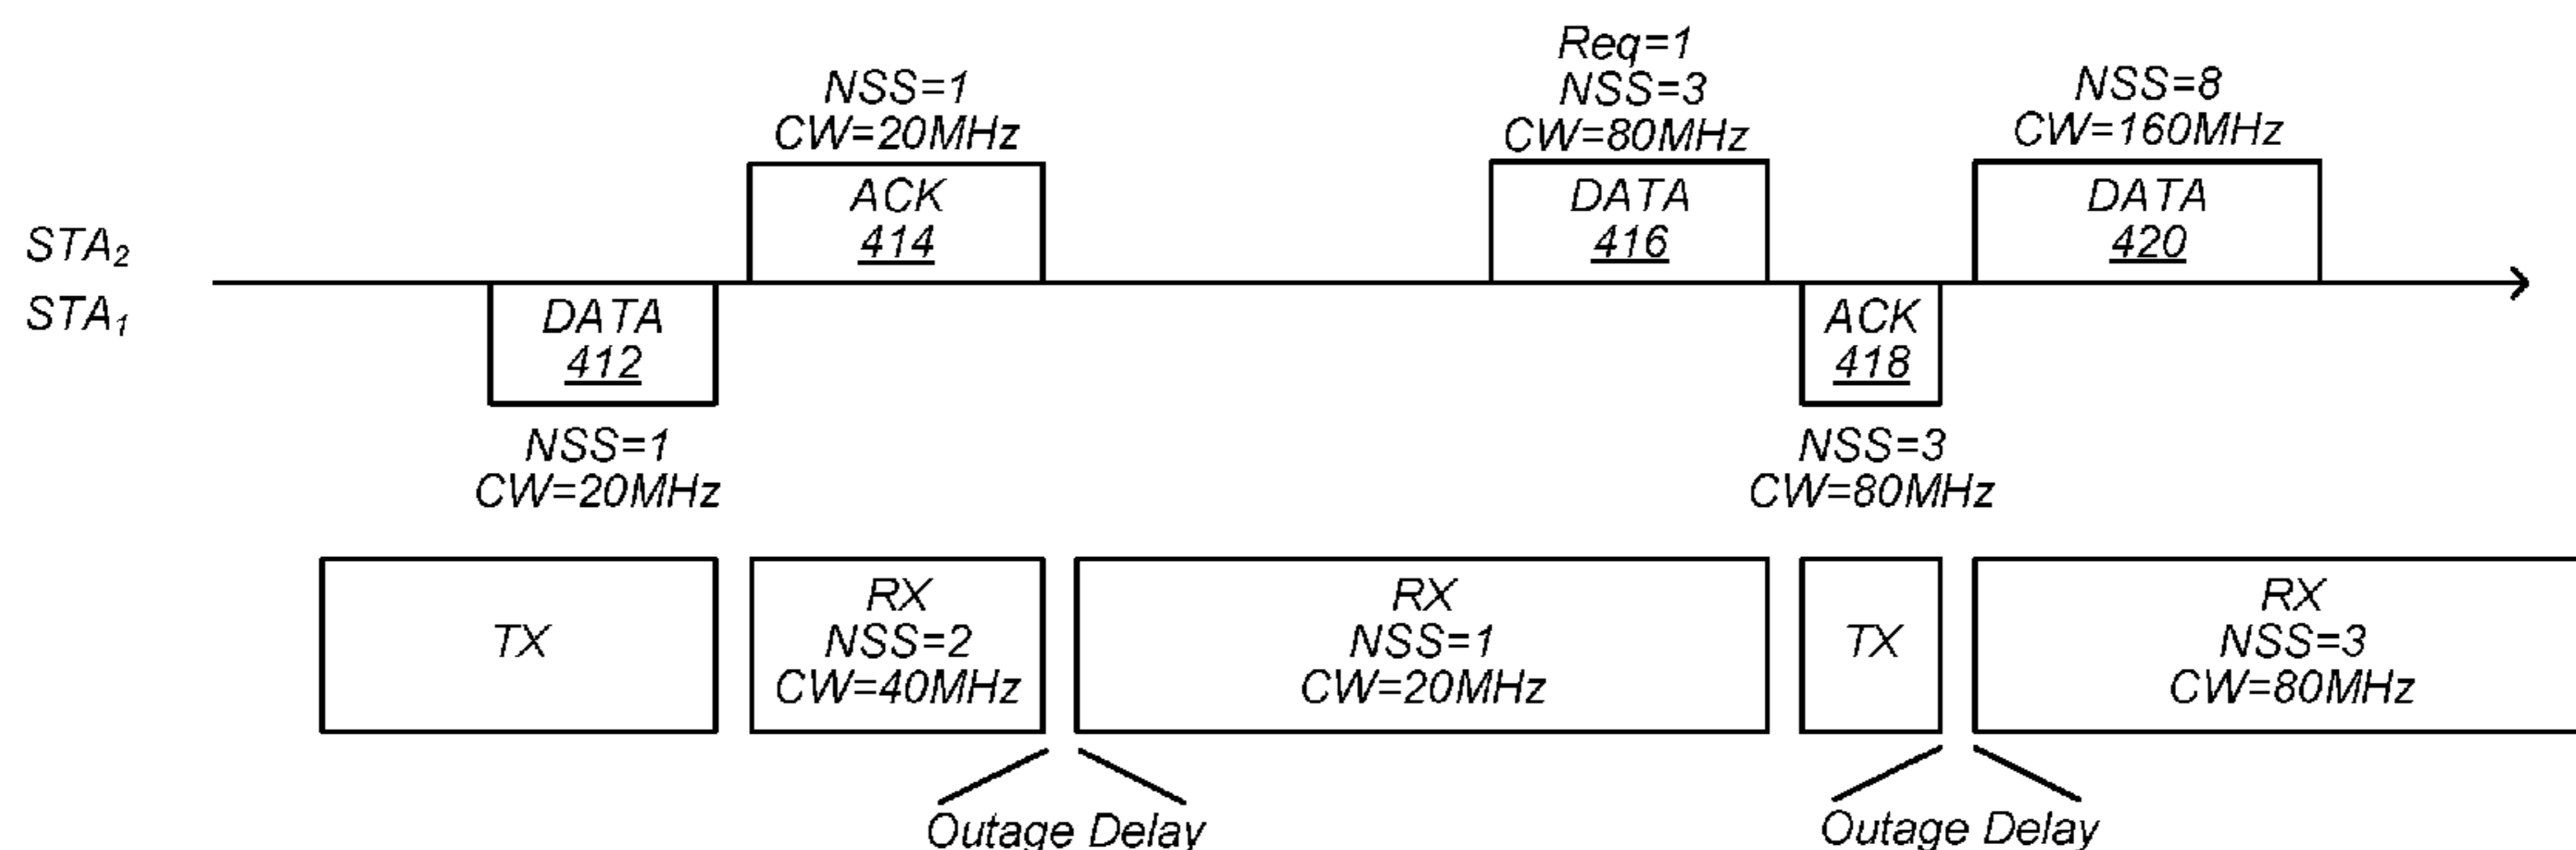 Req=1
NSS=3
CW=80MHz
NSS=1
CW=20MHz
NSS=8
CW=160MHz
ACK
414
DATA
416
DATA
420
STA₂
STA₁
DATA
412
ACK
418
NSS=1
CW=20MHz
NSS=3
CW=80MHz
TX
RX
NSS=2
CW=40MHz
RX
NSS=1
CW=20MHz
TX
RX
NSS=3
CW=80MHz
Outage Delay
Outage Delay